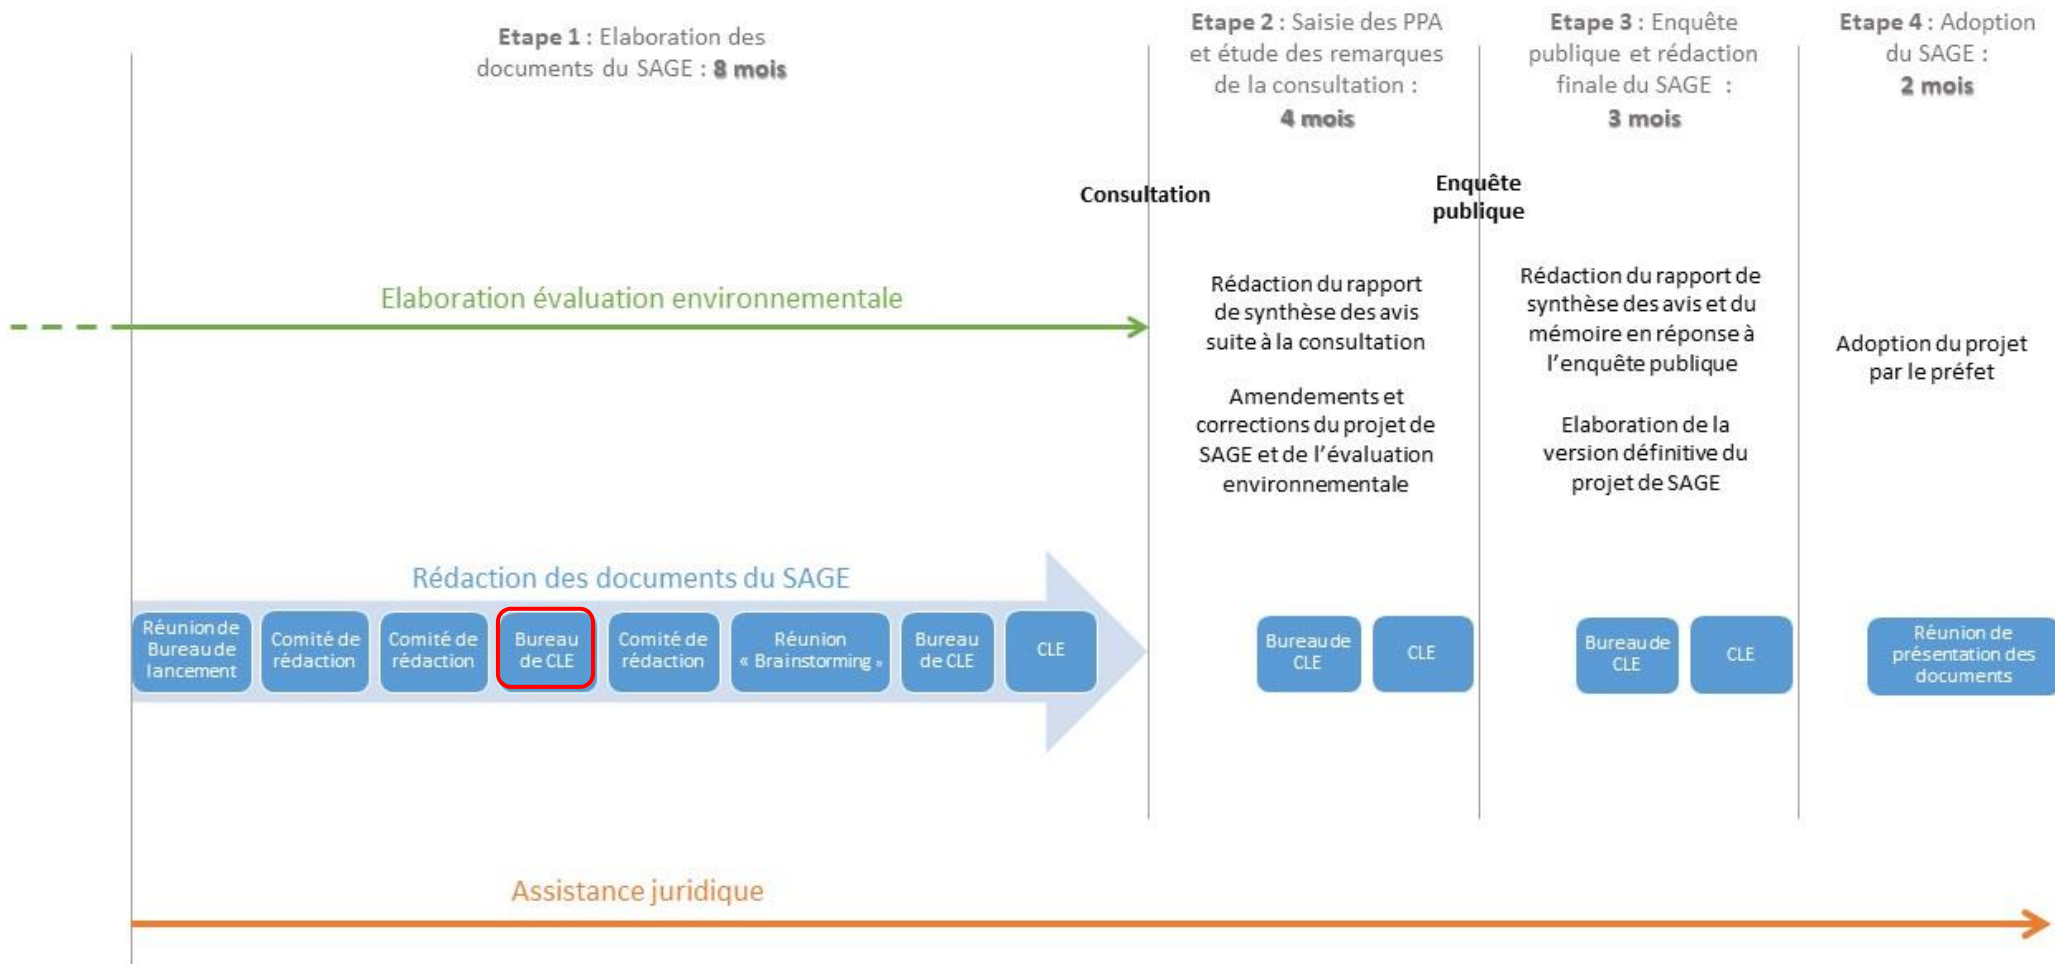 Etape 1 : Elaboration des
documents du SAGE : 8 mois
Etape 2 : Saisie des PPA
et étude des remarques
de la consultation :
4 mois
Etape 3 : Enquête
publique et rédaction
finale du SAGE :
3 mois
Etape 4 : Adoption
du SAGE :
2 mois
Consultation
Enquête
publique
Elaboration évaluation environnementale
Rédaction du rapport
de synthèse des avis
suite à la consultation
Amendements et
corrections du projet de
SAGE et de l'évaluation
environnementale
Rédaction du rapport de
synthèse des avis et du
mémoire en réponse à
l'enquête publique
Elaboration de la
version définitive du
projet de SAGE
Adoption du projet
par le préfet
Rédaction des documents du SAGE
Réunion de
Bureau de
lancement
Comité de
rédaction
Comité de
rédaction
Bureau
de CLE
Comité de
rédaction
Réunion
« Brainstorming »
Bureau
de CLE
CLE
Bureau de
CLE
CLE
Bureau de
CLE
CLE
Réunion de
présentation des
documents
Assistance juridique